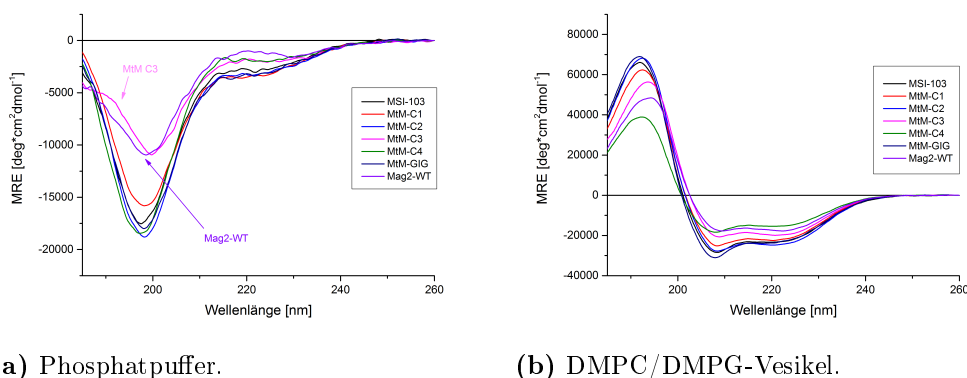 0
-5000
-10000
-15000
-20000
MRE [deg*cm²dmol⁻¹]
200
220
240
260
Wellenlänge [nm]
MtM C3
Mag2-WT
MSI-103
MtM-C1
MtM-C2
MtM-C3
MtM-C4
MtM-GIG
Mag2-WT
80000
60000
40000
20000
0
-20000
-40000
MRE [deg*cm²dmol⁻¹]
200
220
240
260
Wellenlänge [nm]
MSI-103
MtM-C1
MtM-C2
MtM-C3
MtM-C4
MtM-GIG
Mag2-WT
a) Phosphatpuffer.
(b) DMPC/DMPG-Vesikel.